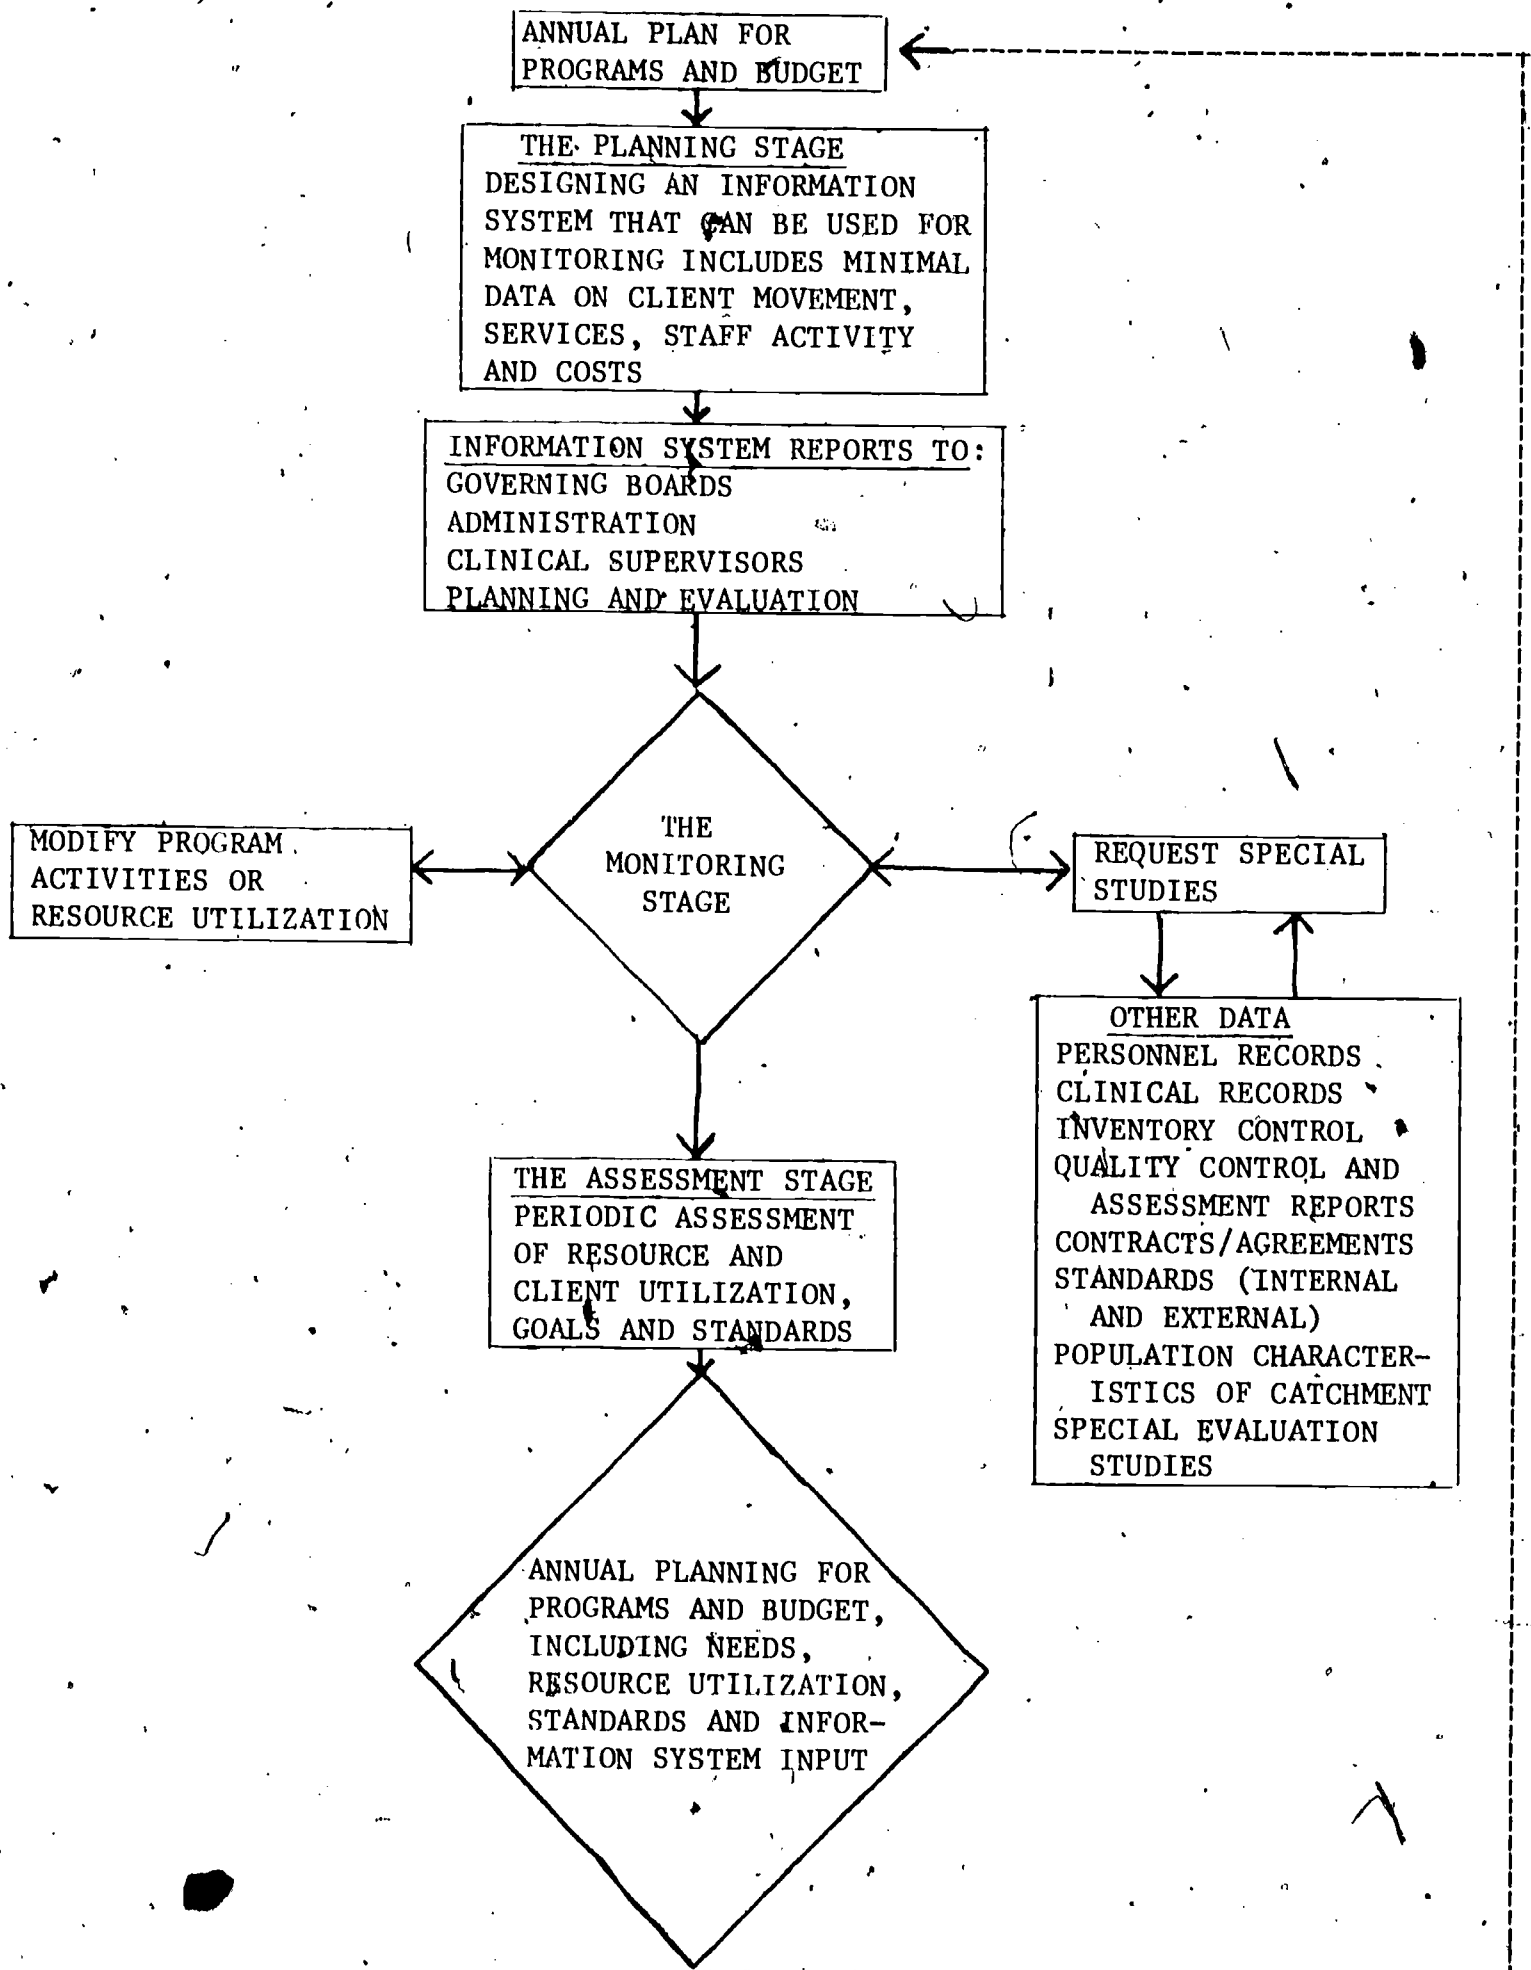 ANNUAL PLAN FOR
PROGRAMS AND BUDGET
THE PLANNING STAGE
DESIGNING AN INFORMATION
SYSTEM THAT CAN BE USED FOR
MONITORING INCLUDES MINIMAL
DATA ON CLIENT MOVEMENT,
SERVICES, STAFF ACTIVITY
AND COSTS
INFORMATION SYSTEM REPORTS TO:
GOVERNING BOARDS
ADMINISTRATION
CLINICAL SUPERVISORS
PLANNING AND EVALUATION
THE
MONITORING
STAGE
MODIFY PROGRAM
ACTIVITIES OR
RESOURCE UTILIZATION
REQUEST SPECIAL
STUDIES
OTHER DATA
PERSONNEL RECORDS
CLINICAL RECORDS
INVENTORY CONTROL
QUALITY CONTROL AND
ASSESSMENT REPORTS
CONTRACTS/AGREEMENTS
STANDARDS (INTERNAL
AND EXTERNAL)
POPULATION CHARACTER-
ISTICS OF CATCHMENT
SPECIAL EVALUATION
STUDIES
THE ASSESSMENT STAGE
PERIODIC ASSESSMENT
OF RESOURCE AND
CLIENT UTILIZATION,
GOALS AND STANDARDS
ANNUAL PLANNING FOR
PROGRAMS AND BUDGET,
INCLUDING NEEDS,
RESOURCE UTILIZATION,
STANDARDS AND INFOR-
MATION SYSTEM INPUT